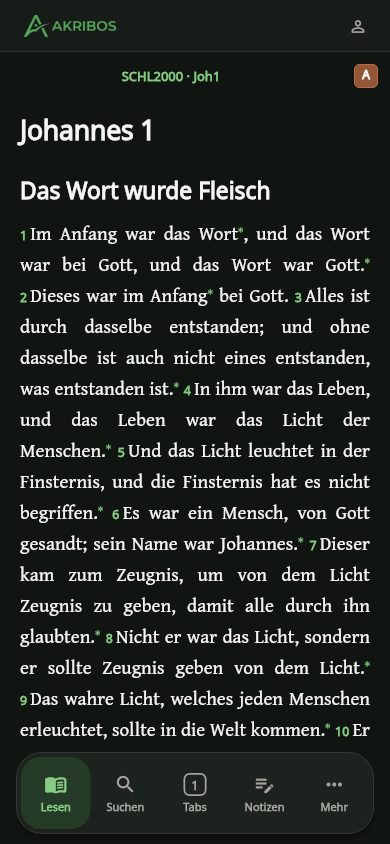 AKRIBOS
SCHL2000 · Joh1
A
Johannes 1
Das Wort wurde Fleisch
1 Im Anfang war das Wort*, und das Wort
war bei Gott, und das Wort war Gott.*
2 Dieses war im Anfang* bei Gott. 3 Alles ist
durch dasselbe entstanden; und ohne
dasselbe ist auch nicht eines entstanden,
was entstanden ist.* 4 In ihm war das Leben,
und das Leben war das Licht der
Menschen.* 5 Und das Licht leuchtet in der
Finsternis, und die Finsternis hat es nicht
begriffen.* 6 Es war ein Mensch, von Gott
gesandt; sein Name war Johannes.* 7 Dieser
kam zum Zeugnis, um von dem Licht
Zeugnis zu geben, damit alle durch ihn
glaubten.* 8 Nicht er war das Licht, sondern
er sollte Zeugnis geben von dem Licht.*
9 Das wahre Licht, welches jeden Menschen
erleuchtet, sollte in die Welt kommen.* 10 Er
1
Lesen Suchen Tabs Notizen Mehr